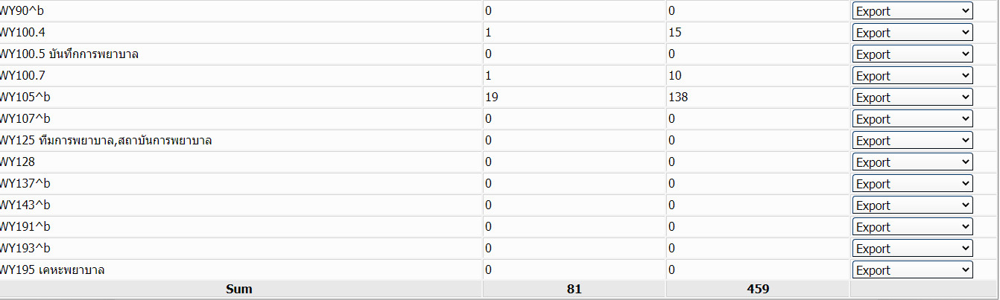 WY90^b 0 0 Export
WY100.4 1 15 Export
WY100.5 บันทึกการพยาบาล 0 0 Export
WY100.7 1 10 Export
WY105^b 19 138 Export
WY107^b 0 0 Export
WY125 ทีมการพยาบาล,สถาบันการพยาบาล 0 0 Export
WY128 0 0 Export
WY137^b 0 0 Export
WY143^b 0 0 Export
WY191^b 0 0 Export
WY193^b 0 0 Export
WY195 เคหะพยาบาล 0 0 Export
Sum 81 459